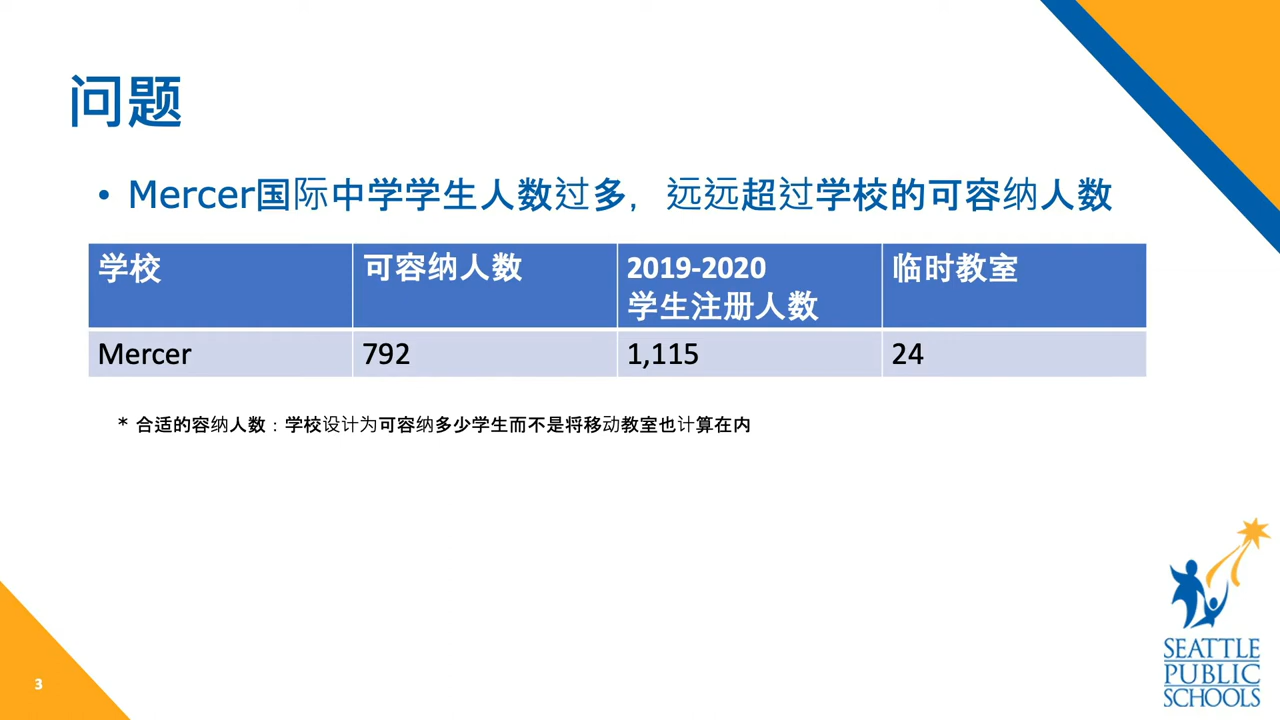 问题
• Mercer国际中学学生人数过多，远远超过学校的可容纳人数
学校
可容纳人数
2019-2020
学生注册人数
临时教室
Mercer
792
1,115
24
* 合适的容纳人数：学校设计为可容纳多少学生而不是将移动教室也计算在内
3
SEATTLE
PUBLIC
SCHOOLS